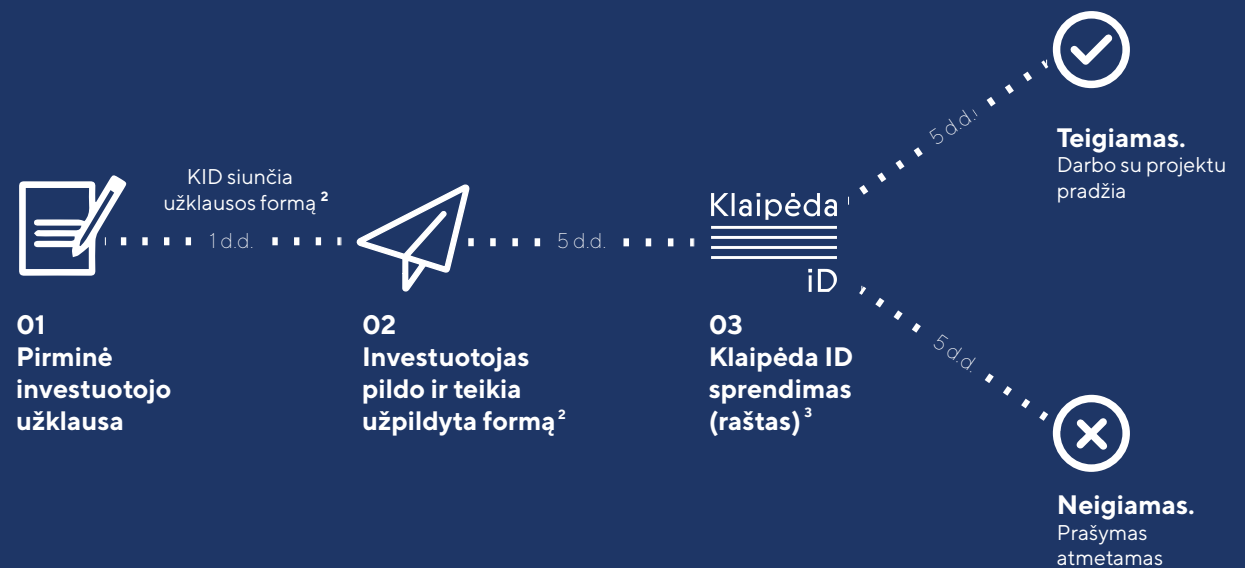 KID siunčia
užklausos formą ²
1 d.d.
5 d.d.
Klaipėda
iD
5 d.d.
5 d.d.
01
Pirminė
investuotojo
užklausa
02
Investuotojas
pildo ir teikia
užpildyta formą ²
03
Klaipėda ID
sprendimas
(raštas) ³
Teigiamas.
Darbo su projektu
pradžia
Neigiamas.
Prašymas
atmetamas